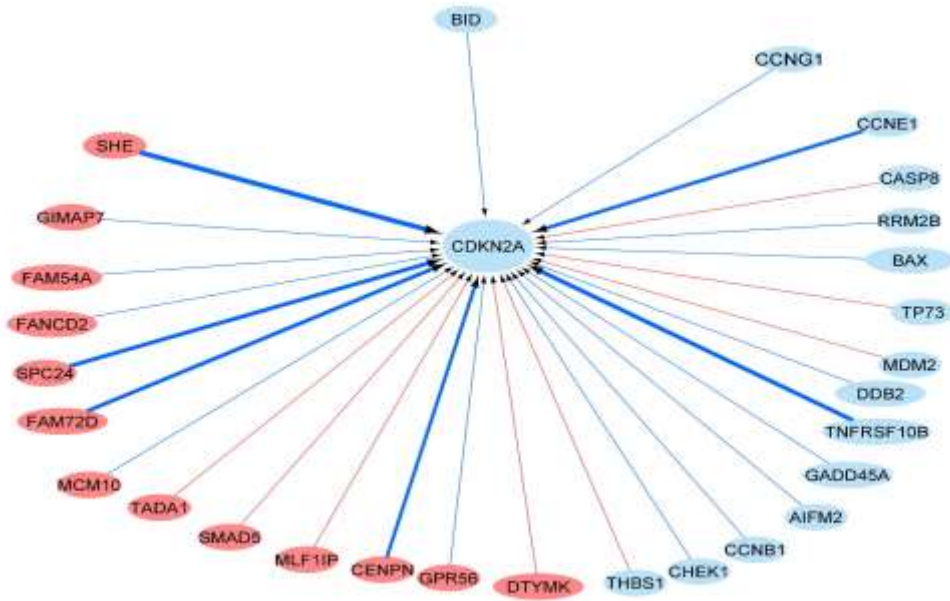 BID
CCNG1
CCNE1
SHE
CASP8
GIMAP7
RRM2B
CDKN2A
BAX
FAM54A
TP73
FANCD2
MDM2
SPC24
DDB2
FAM72D
TNFRSF10B
GADD45A
MCM10
TADA1
AIFM2
SMAD5
CCNB1
MLF1IP
CENPN
GPR56
CHEK1
DTYMK
THBS1